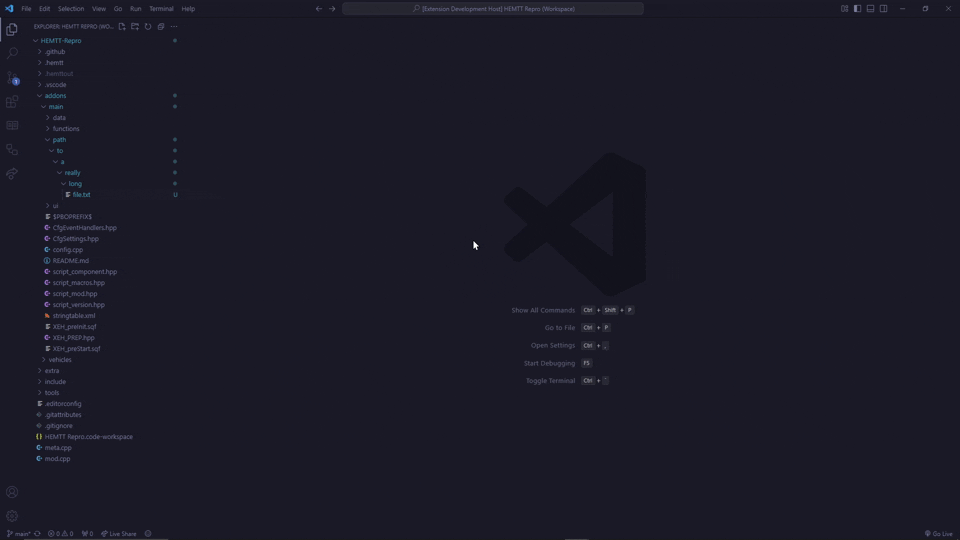 File Edit Selection View Go Run Terminal Help
[Extension Development Host] HEMTT Repro (Workspace)
EXPLORER: HEMTT REPRO (WO...
HEMTT-Repro
.github
.hemtt
.hemttout
.vscode
addons
main
data
functions
path
to
a
really
long
file.txt U
ui
$PBOPREFIX$
CfgEventHandlers.hpp
CfgSettings.hpp
config.cpp
README.md
script_component.hpp
script_macros.hpp
script_mod.hpp
script_version.hpp
stringtable.xml
XEH_preInit.sqf
XEH_PREP.hpp
XEH_preStart.sqf
vehicles
extra
include
tools
.editorconfig
.gitattributes
.gitignore
HEMTT Repro.code-workspace
meta.cpp
mod.cpp
1
Show All Commands Ctrl + Shift + P
Go to File Ctrl + P
Open Settings Ctrl + ,
Start Debugging F5
Toggle Terminal Ctrl + `
main* 0 0 0 Live Share
Go Live